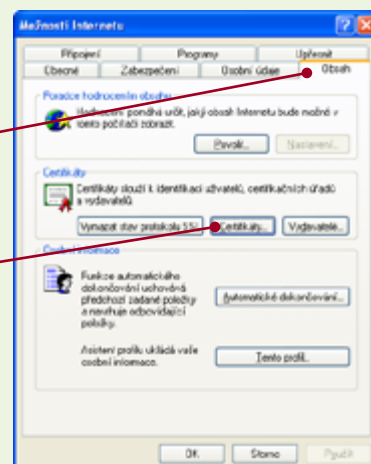 Možnosti Internetu
Připojení Programy Upřesnit
Obecné Zabezpečení Osobní údaje Obsah
Poradce hodnocením obsahu
Hodnocení pomáhá určit, jaký obsah Internetu bude možné v
tomto počítači zobrazit.
Povolit... Nastavení...
Certifikáty
Certifikáty slouží k identifikaci uživatelů, certifikačních úřadů
a vydavatelů.
Vymazat stav protokolu SSL Certifikáty... Vydavatelé...
Osobní informace
Funkce automatického
dokončování uchovává
předchozí zadané položky
a navrhuje odpovídající
položky.
Automatické dokončování...
Asistent profilu ukládá vaše
osobní informace.
Tento profil...
OK Storno Použít